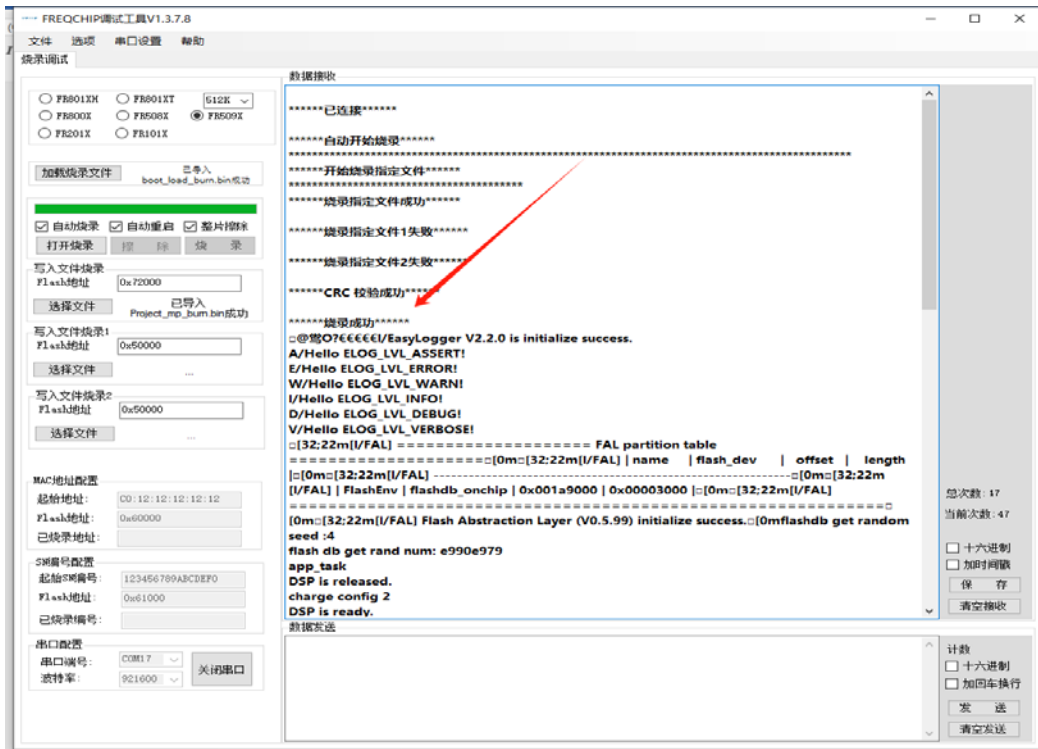 FREQCHIP调试工具V1.3.7.8
文件 选项 串口设置 帮助
烧录调试
FR801XH FR801XT 512K
FR800X FR508X FR509X
FR201X FR101X
加载烧录文件 已导入
boot_load_burn.bin成功
自动烧录 自动重启 整片擦除
打开烧录 擦 除 烧 录
写入文件烧录
Flash地址 0x72000
选择文件 已导入
Project_mp_burn.bin成功
写入文件烧录1
Flash地址 0x50000
选择文件 ...
写入文件烧录2
Flash地址 0x50000
选择文件 ...
MAC地址配置
起始地址: C0:12:12:12:12:12
Flash地址: 0x60000
已烧录地址:
SN编号配置
起始SN编号: 123456789ABCDEF0
Flash地址: 0x61000
已烧录编号:
串口配置
串口端号: COM17
波特率: 921600
关闭串口
数据接收
******已连接******
******自动开始烧录******
******开始烧录指定文件******
******烧录指定文件成功******
******烧录指定文件1失败******
******烧录指定文件2失败******
******CRC 校验成功******
******烧录成功******
I/EasyLogger V2.2.0 is initialize success.
A/Hello ELOG_LVL_ASSERT!
E/Hello ELOG_LVL_ERROR!
W/Hello ELOG_LVL_WARN!
I/Hello ELOG_LVL_INFO!
D/Hello ELOG_LVL_DEBUG!
V/Hello ELOG_LVL_VERBOSE!
□[32;22m[I/FAL] ==================== FAL partition table
====================□[0m□[32;22m[I/FAL] | name | flash_dev | offset | length
|□[0m□[32;22m[I/FAL] -------------------------------------------------------------□[0m□[32;22m
[I/FAL] | FlashEnv | flashdb_onchip | 0x001a9000 | 0x00003000 |□[0m□[32;22m[I/FAL]
=============================================================□
[0m□[32;22m[I/FAL] Flash Abstraction Layer (V0.5.99) initialize success.□[0mflashdb get random
seed :4
flash db get rand num: e990e979
app_task
DSP is released.
charge config 2
DSP is ready.
总次数: 17
当前次数: 47
十六进制
加时间戳
保 存
清空接收
数据发送
计数
十六进制
加回车换行
发 送
清空发送